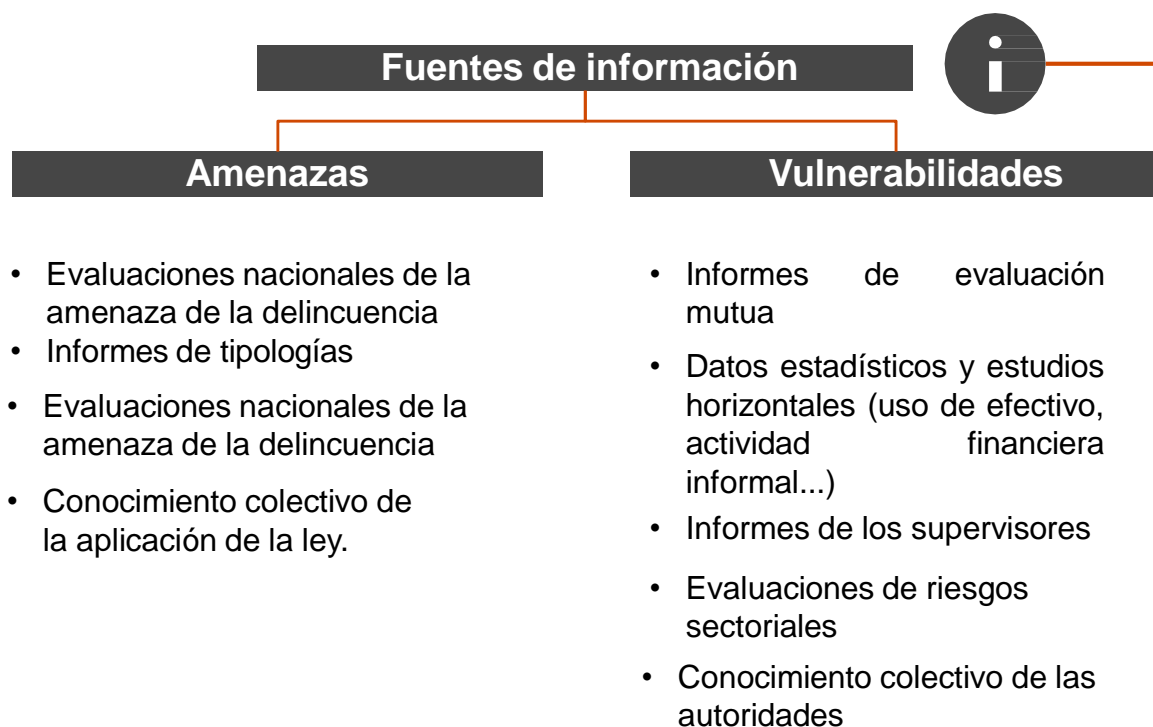 Fuentes de información
Amenazas
• Evaluaciones nacionales de la
amenaza de la delincuencia
• Informes de tipologías
• Evaluaciones nacionales de la
amenaza de la delincuencia
• Conocimiento colectivo de
la aplicación de la ley.
Vulnerabilidades
• Informes de evaluación
mutua
• Datos estadísticos y estudios
horizontales (uso de efectivo,
actividad financiera
informal...)
• Informes de los supervisores
• Evaluaciones de riesgos
sectoriales
• Conocimiento colectivo de las
autoridades